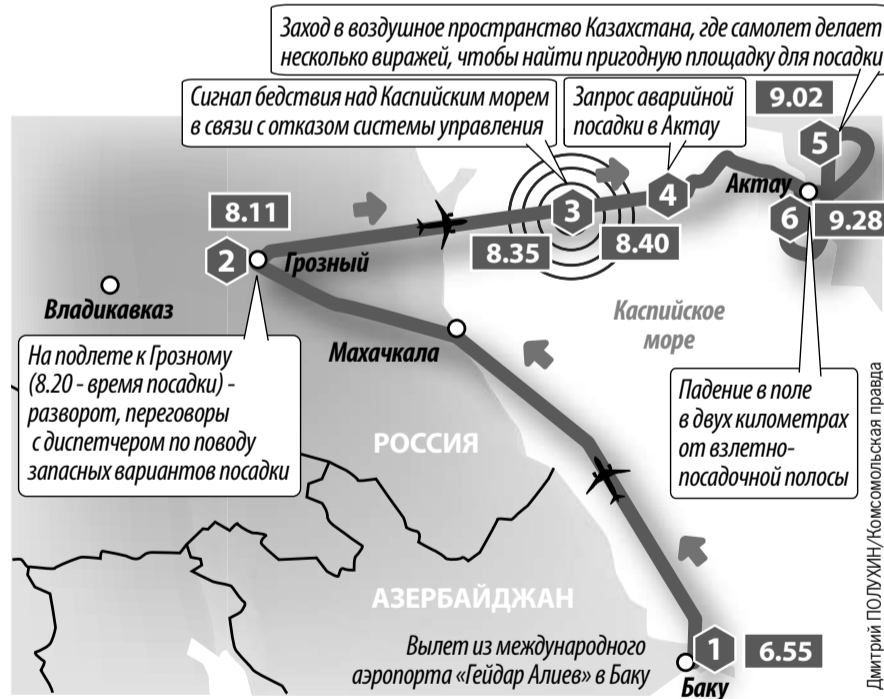 Заход в воздушное пространство Казахстана, где самолет делает
несколько виражей, чтобы найти пригодную площадку для посадки
Сигнал бедствия над Каспийским морем
в связи с отказом системы управления
Запрос аварийной
посадки в Актау
9.02
5
Актау
6
9.28
4
3
8.35
8.40
8.11
2
Грозный
Владикавказ
Каспийское
море
Махачкала
На подлете к Грозному
(8.20 - время посадки) -
разворот, переговоры
с диспетчером по поводу
запасных вариантов посадки
Падение в поле
в двух километрах
от взлетно-
посадочной полосы
РОССИЯ
АЗЕРБАЙДЖАН
Вылет из международного
аэропорта «Гейдар Алиев» в Баку
1
6.55
Баку
Дмитрий ПОЛУХИН/Комсомольская правда